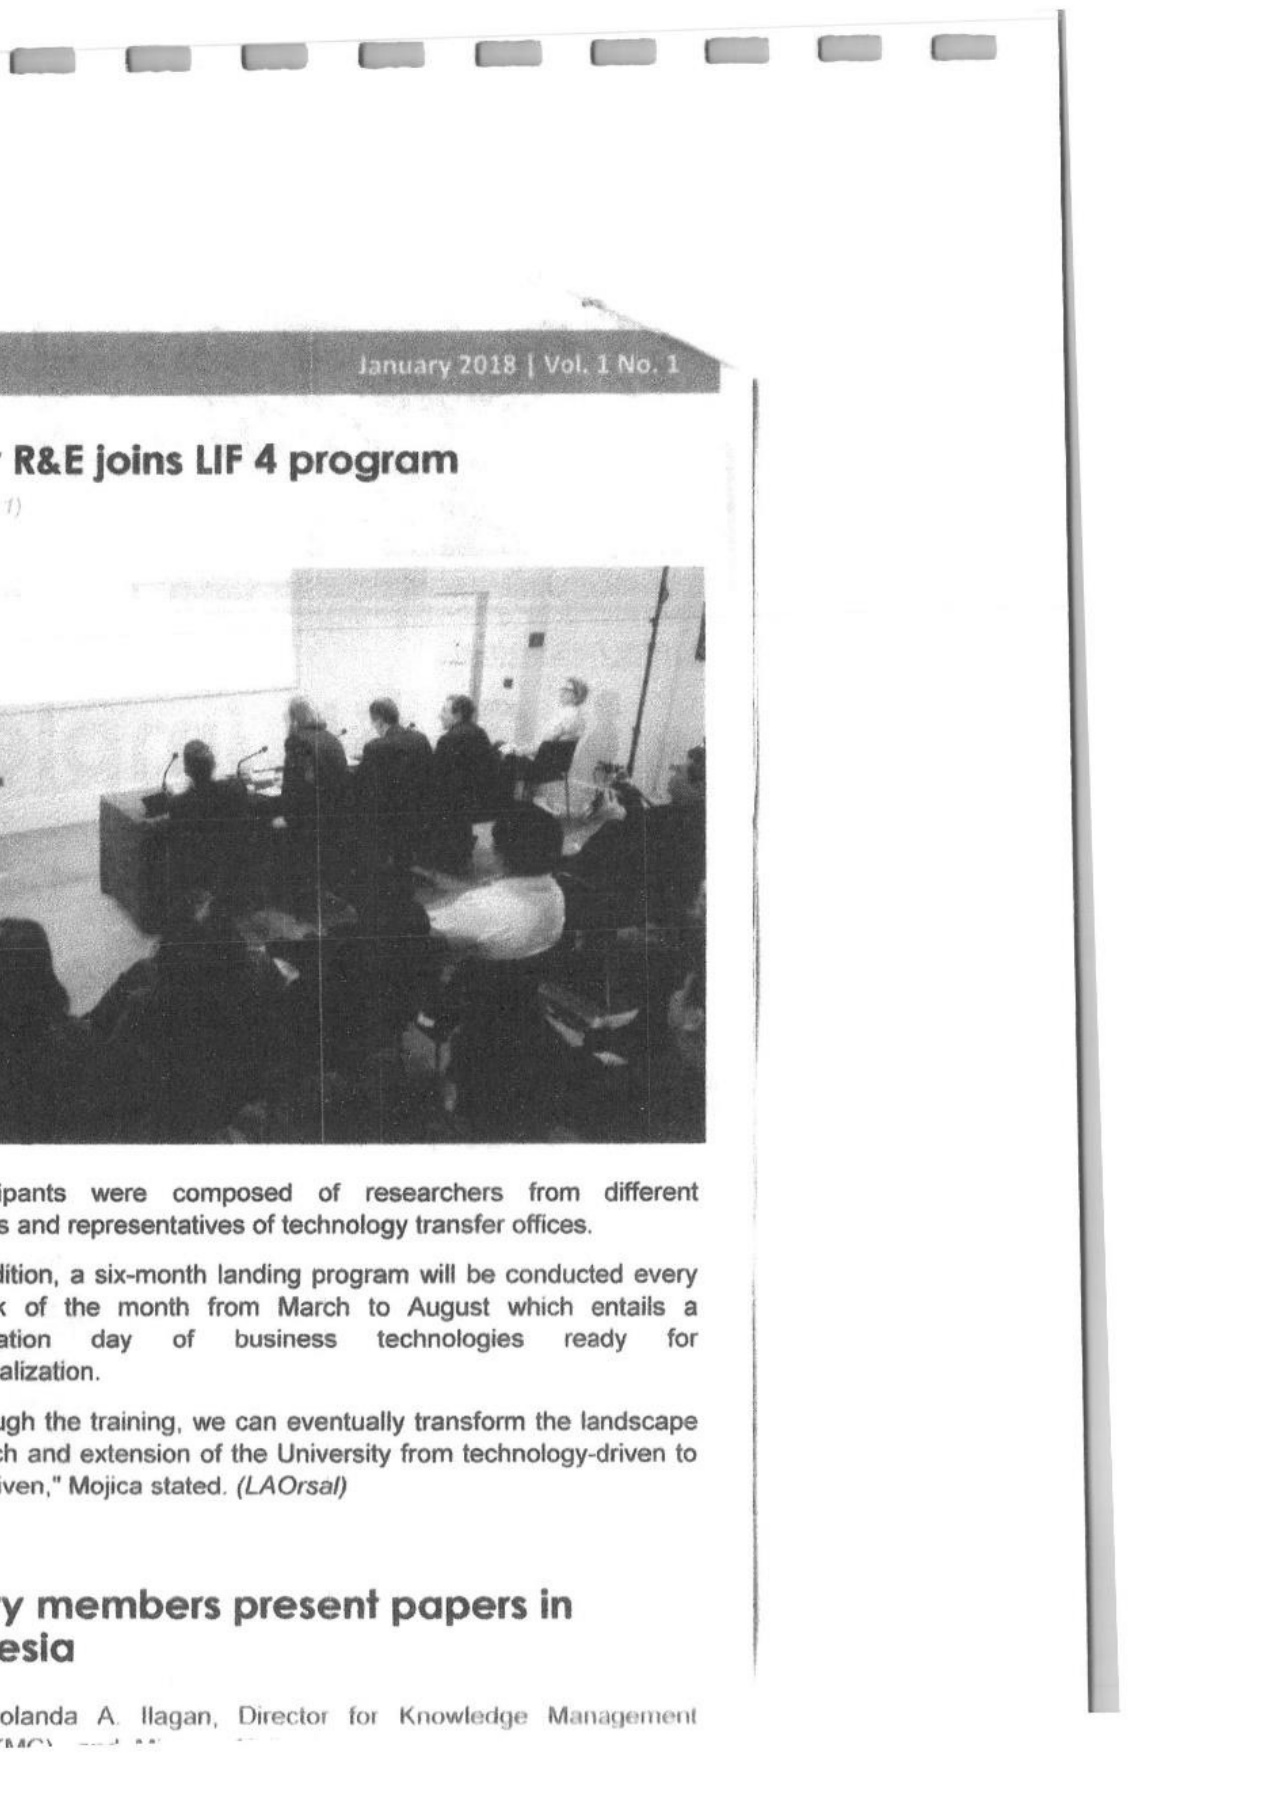 January 2018 | Vol. 1 No. 1
R&E joins LIF 4 program
1)
ipants were composed of researchers from different
s and representatives of technology transfer offices.
lition, a six-month landing program will be conducted every
k of the month from March to August which entails a
ation day of business technologies ready for
alization.
ugh the training, we can eventually transform the landscape
ch and extension of the University from technology-driven to
iven," Mojica stated. (LAOrsal)
y members present papers in
esia
olanda A. Ilagan, Director for Knowledge Management